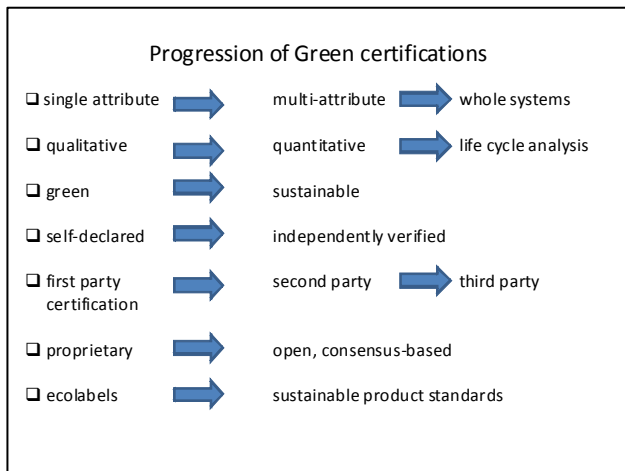 Progression of Green certifications
❑ single attribute multi-attribute whole systems
❑ qualitative quantitative life cycle analysis
❑ green sustainable
❑ self-declared independently verified
❑ first party second party third party
certification
❑ proprietary open, consensus-based
❑ ecolabels sustainable product standards